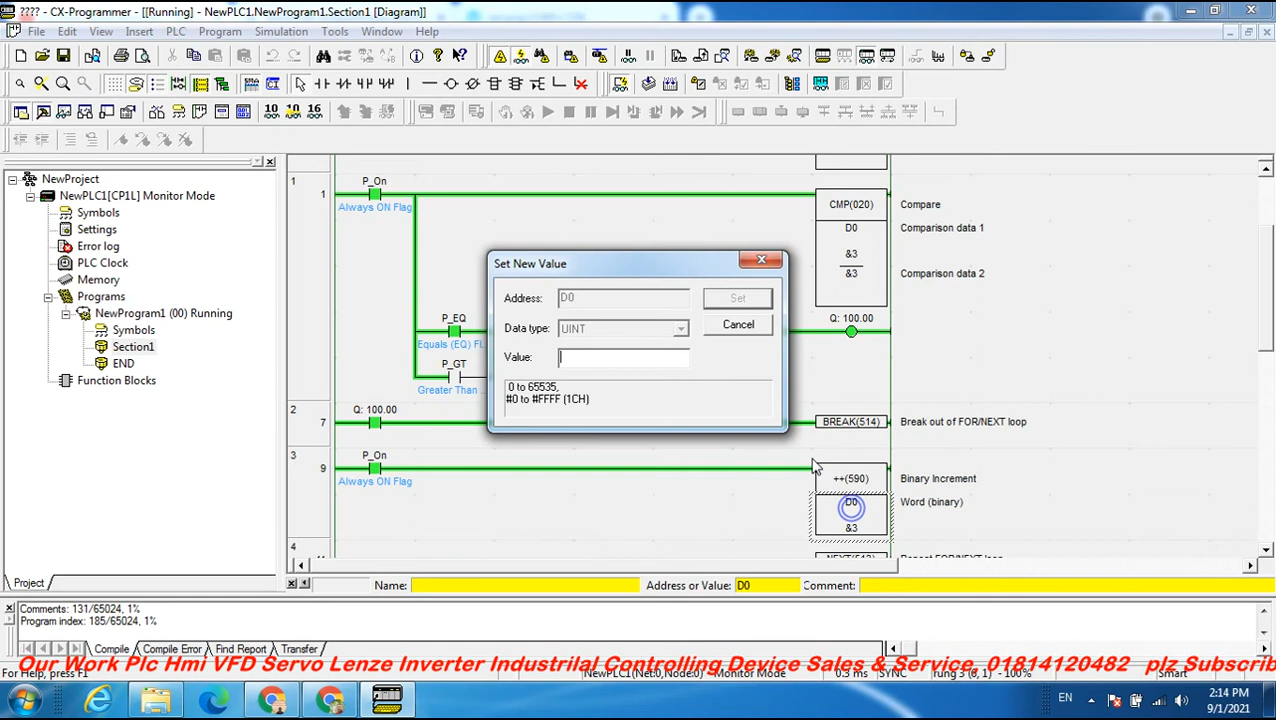 ???? - CX-Programmer - [[Running] - NewPLC1.NewProgram1.Section1 [Diagram]]
File Edit View Insert PLC Program Simulation Tools Window Help
10 10 16
NewProject
NewPLC1[CP1L] Monitor Mode
Symbols
Settings
Error log
PLC Clock
Memory
Programs
NewProgram1 (00) Running
Symbols
Section1
END
Function Blocks
Project
1
1
P_On
Always ON Flag
CMP(020)
Compare
D0
Comparison data 1
&3
&3
Comparison data 2
P_EQ
Equals (EQ) Fl...
Q: 100.00
P_GT
Greater Than ...
2
7
Q: 100.00
BREAK(514)
Break out of FOR/NEXT loop
3
9
P_On
Always ON Flag
++(590)
Binary Increment
D0
Word (binary)
&3
4
Set New Value
Address: D0
Set
Data type: UINT
Cancel
Value:
0 to 65535,
#0 to #FFFF (1CH)
Name:
Address or Value: D0
Comment:
Comments: 131/65024, 1%
Program index: 185/65024, 1%
Compile Compile Error Find Report Transfer
Our Work Plc Hmi VFD Servo Lenze Inverter Industrilal Controlling Device Sales & Service, 01814120482 plz Subscrib
For Help, press F1
NewPLC1(Net:0,Node:0) - Monitor Mode
0.3 ms SYNC
rung 3 (6, 1) - 100%
Smart
EN
2:14 PM
9/1/2021